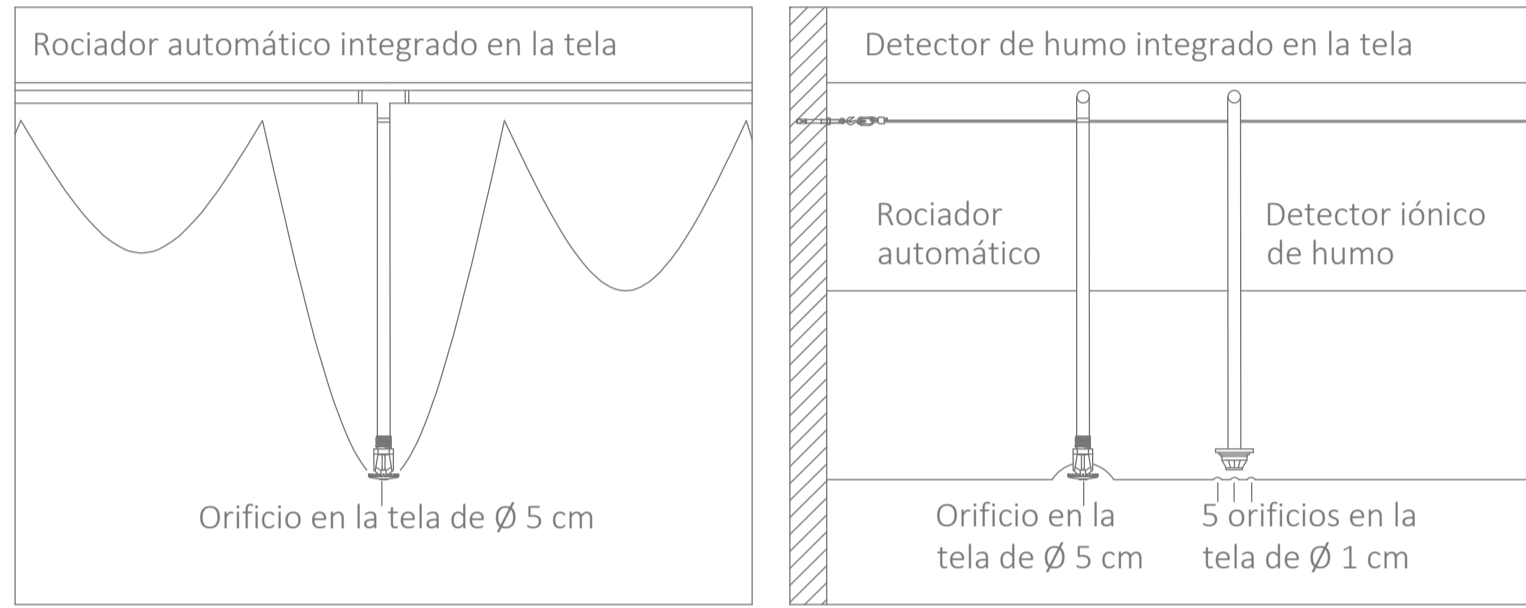 Rociador automático integrado en la tela
Orificio en la tela de Ø 5 cm
Detector de humo integrado en la tela
Rociador
automático
Detector iónico
de humo
Orificio en la
tela de Ø 5 cm
5 orificios en la
tela de Ø 1 cm